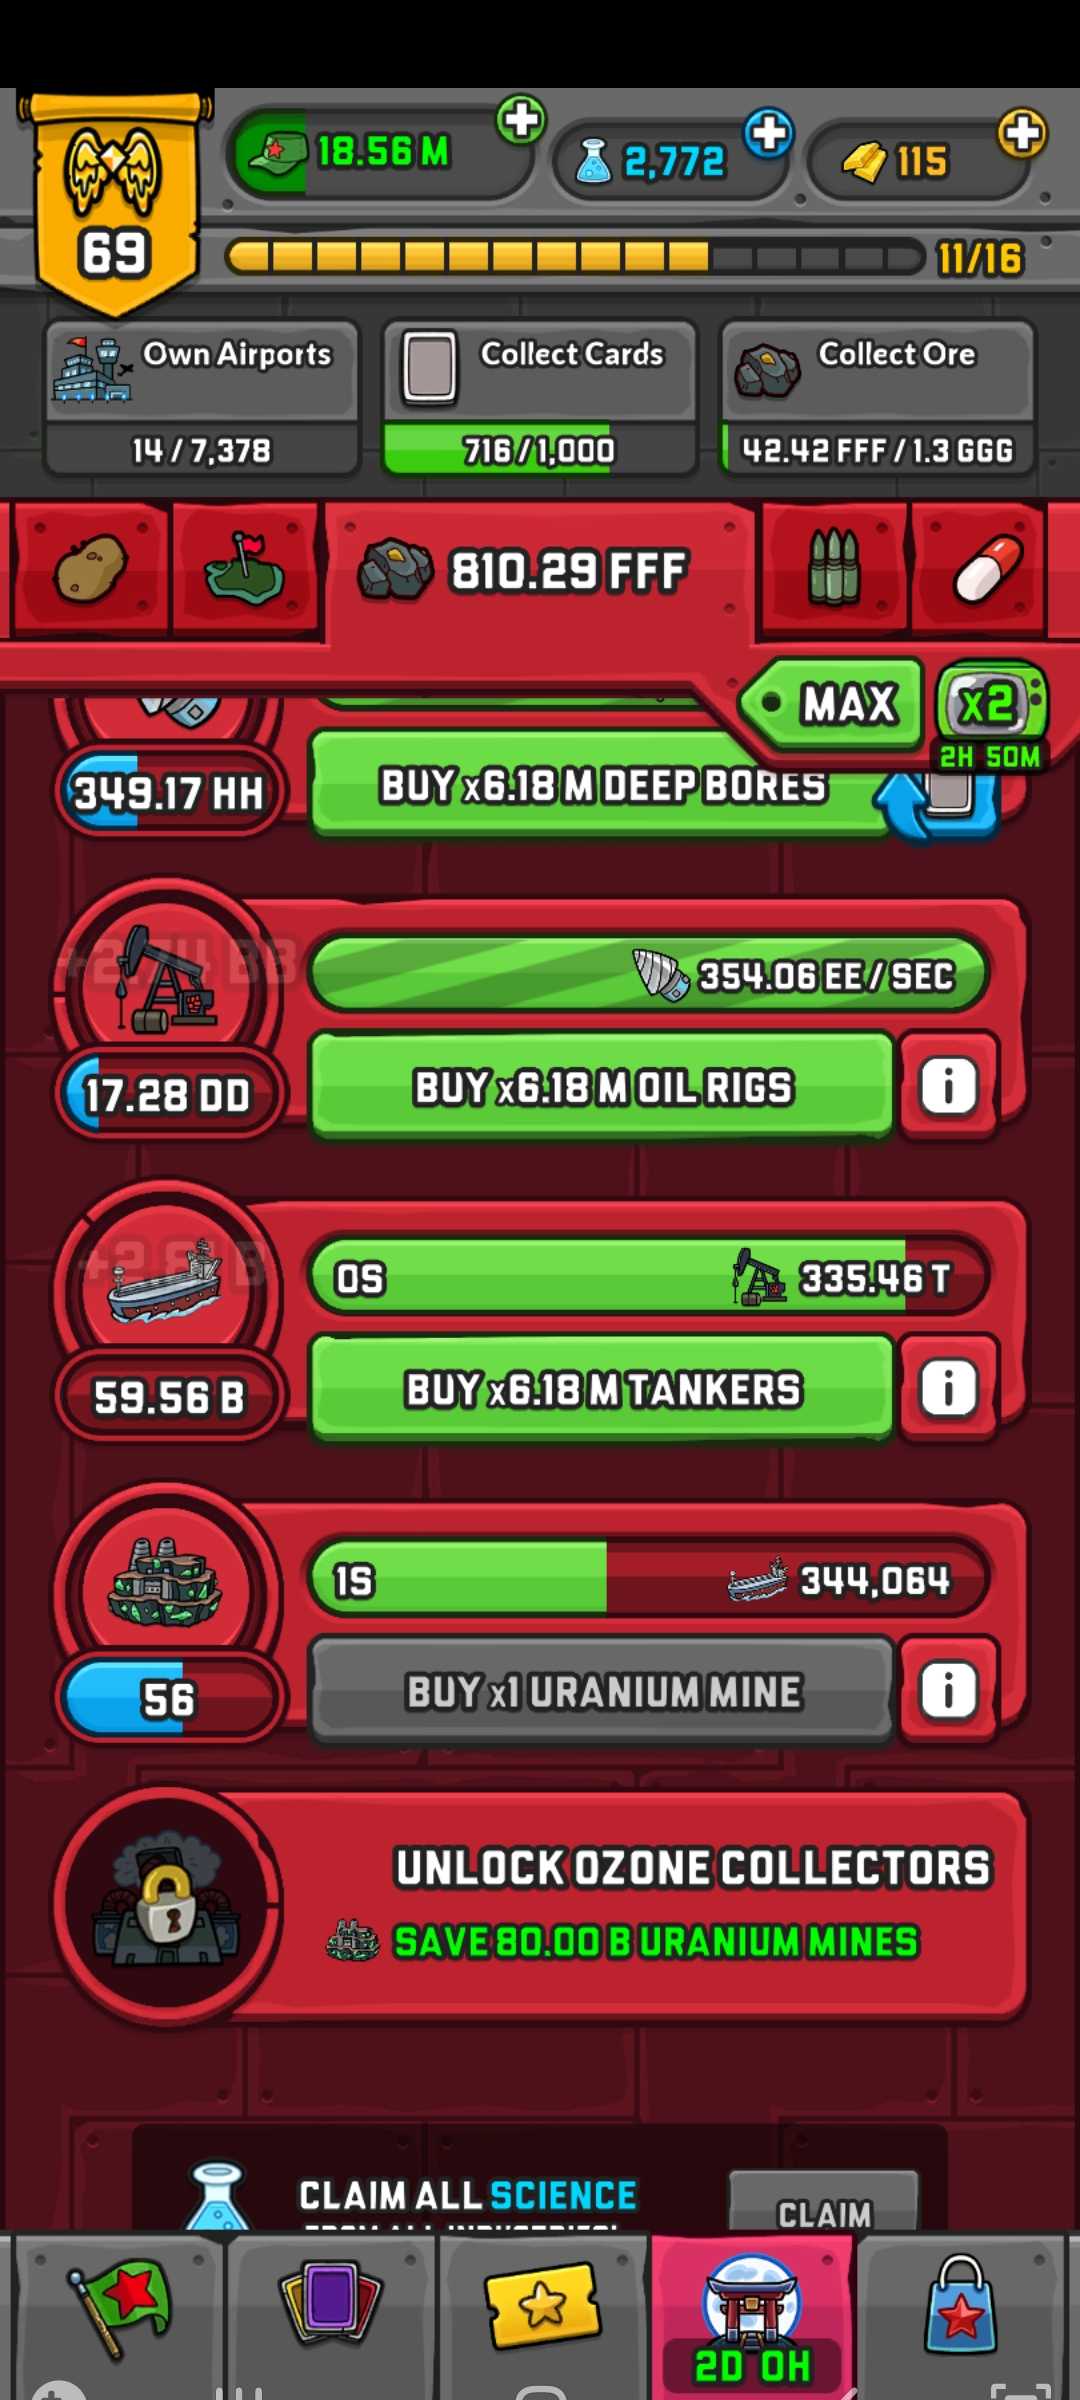 18.56 M
2,772
115
69
11/16
Own Airports
14 / 7,378
Collect Cards
716 / 1,000
Collect Ore
42.42 FFF / 1.3 GGG
810.29 FFF
MAX
x2
2H 50M
349.17 HH
BUY x6.18 M DEEP BORES
354.06 EE / SEC
17.28 DD
BUY x6.18 M OIL RIGS
i
0S
335.46 T
59.56 B
BUY x6.18 M TANKERS
i
1S
344,064
56
BUY x1 URANIUM MINE
i
UNLOCK OZONE COLLECTORS
SAVE 80.00 B URANIUM MINES
CLAIM ALL SCIENCE
FROM ALL INDUSTRIES!
CLAIM
2D 0H